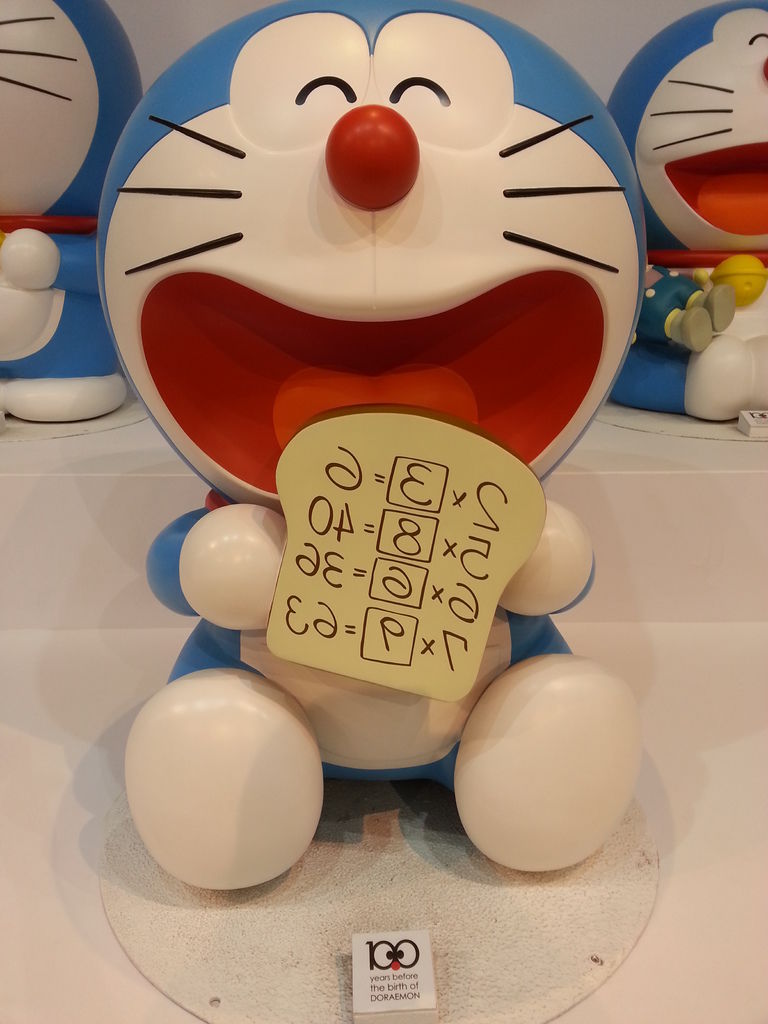 2 × 3 = 6
5 × 8 = 40
6 × 6 = 36
7 × 9 = 63
100
years before
the birth of
DORAEMON